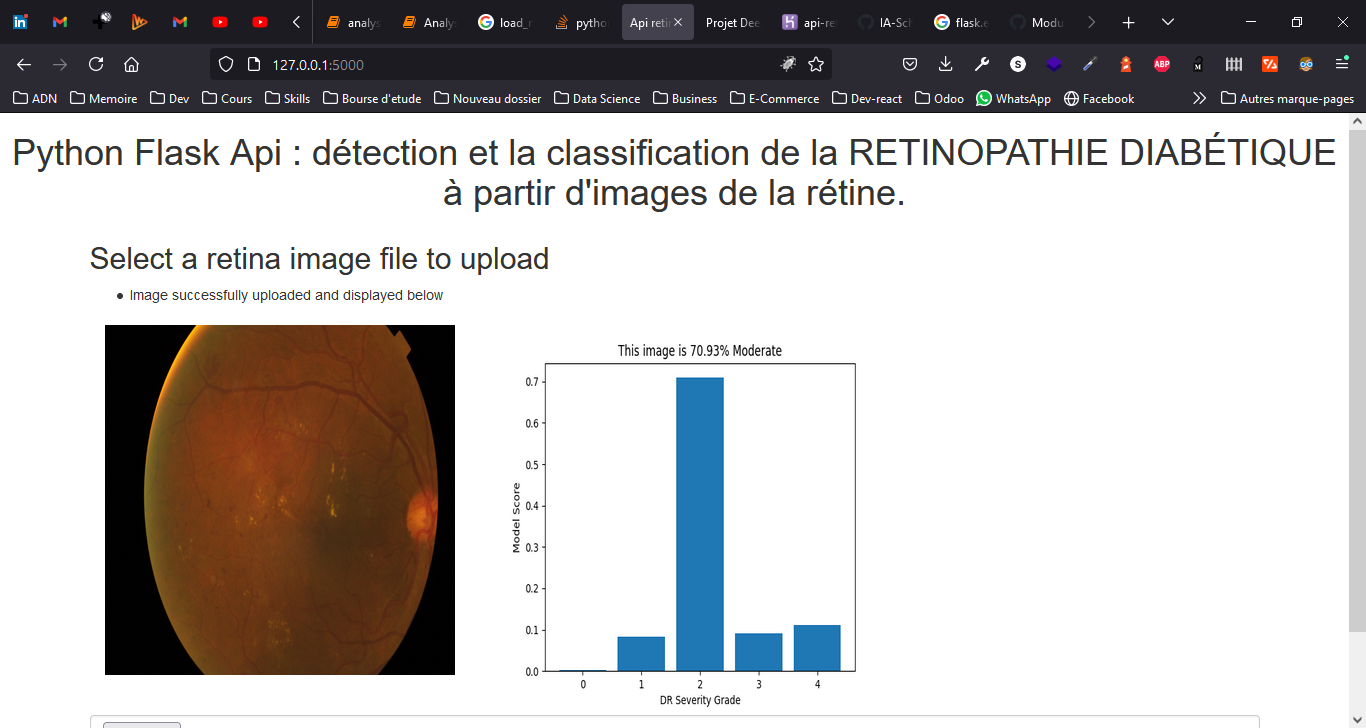 analys
Analy
load_
pytho
Api reti
Projet Dee
api-re
IA-Sch
flask.
Modu
127.0.0.1:5000
S
ABP
M
ADN
Memoire
Dev
Cours
Skills
Bourse d'etude
Nouveau dossier
Data Science
Business
E-Commerce
Dev-react
Odoo
WhatsApp
Facebook
Autres marque-pages
Python Flask Api : détection et la classification de la RETINOPATHIE DIABÉTIQUE
à partir d'images de la rétine.
Select a retina image file to upload
Image successfully uploaded and displayed below
This image is 70.93% Moderate
0.7
0.6
0.5
0.4
0.3
0.2
0.1
0.0
Model Score
0 1 2 3 4
DR Severity Grade